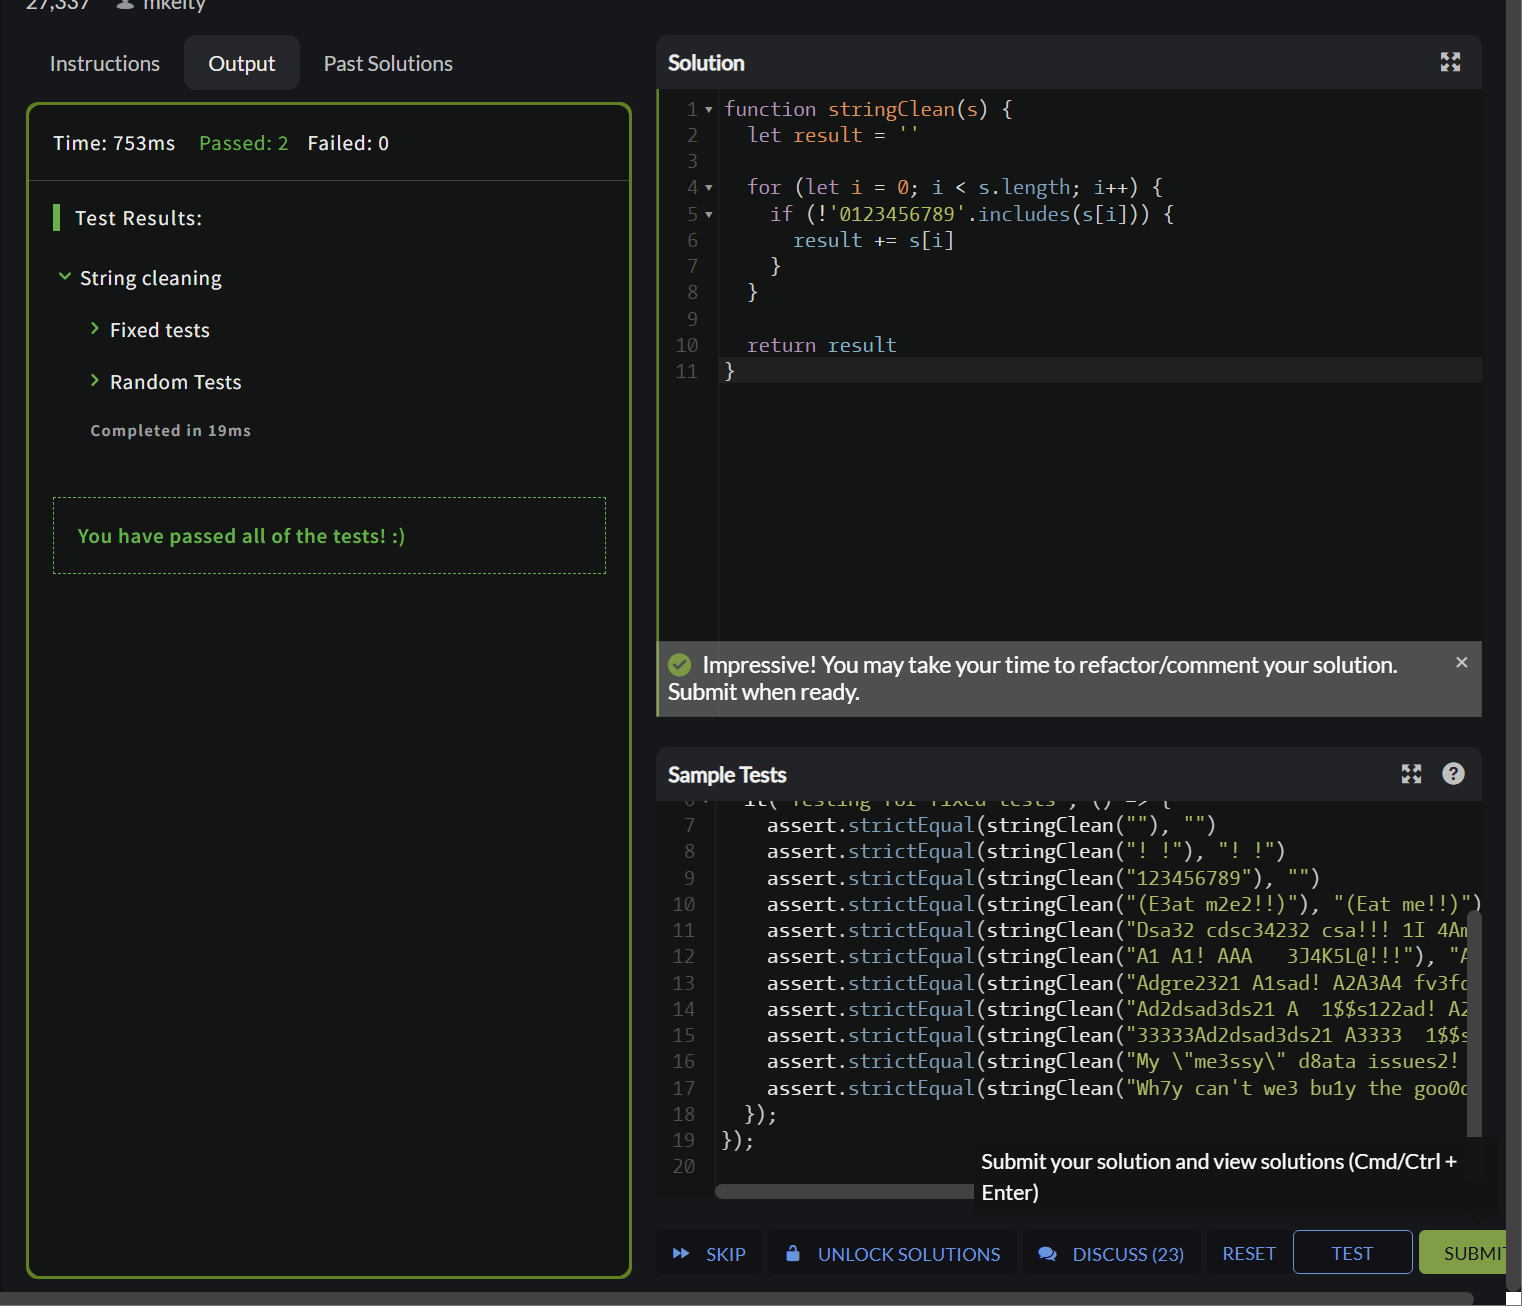 27,337 mkelty
Instructions
Output
Past Solutions
Time: 753ms Passed: 2 Failed: 0
Test Results:
String cleaning
Fixed tests
Random Tests
Completed in 19ms
You have passed all of the tests! :)
Solution
1 function stringClean(s) {
2 let result = ''
3
4 for (let i = 0; i < s.length; i++) {
5 if (!'0123456789'.includes(s[i])) {
6 result += s[i]
7 }
8 }
9
10 return result
11 }
Impressive! You may take your time to refactor/comment your solution.
Submit when ready.
Sample Tests
6 it("Testing for fixed tests", () => {
7 assert.strictEqual(stringClean(""), "")
8 assert.strictEqual(stringClean("! !"), "! !")
9 assert.strictEqual(stringClean("123456789"), "")
10 assert.strictEqual(stringClean("(E3at m2e2!!)"), "(Eat me!!)")
11 assert.strictEqual(stringClean("Dsa32 cdsc34232 csa!!! 1I 4Am
12 assert.strictEqual(stringClean("A1 A1! AAA   3J4K5L@!!!"), "A
13 assert.strictEqual(stringClean("Adgre2321 A1sad! A2A3A4 fv3fd
14 assert.strictEqual(stringClean("Ad2dsad3ds21 A  1$$s122ad! A2
15 assert.strictEqual(stringClean("33333Ad2dsad3ds21 A3333  1$$s
16 assert.strictEqual(stringClean("My \"me3ssy\" d8ata issues2!
17 assert.strictEqual(stringClean("Wh7y can't we3 bu1y the goo0d
18 });
19 });
20
Submit your solution and view solutions (Cmd/Ctrl +
Enter)
SKIP
UNLOCK SOLUTIONS
DISCUSS (23)
RESET
TEST
SUBMIT